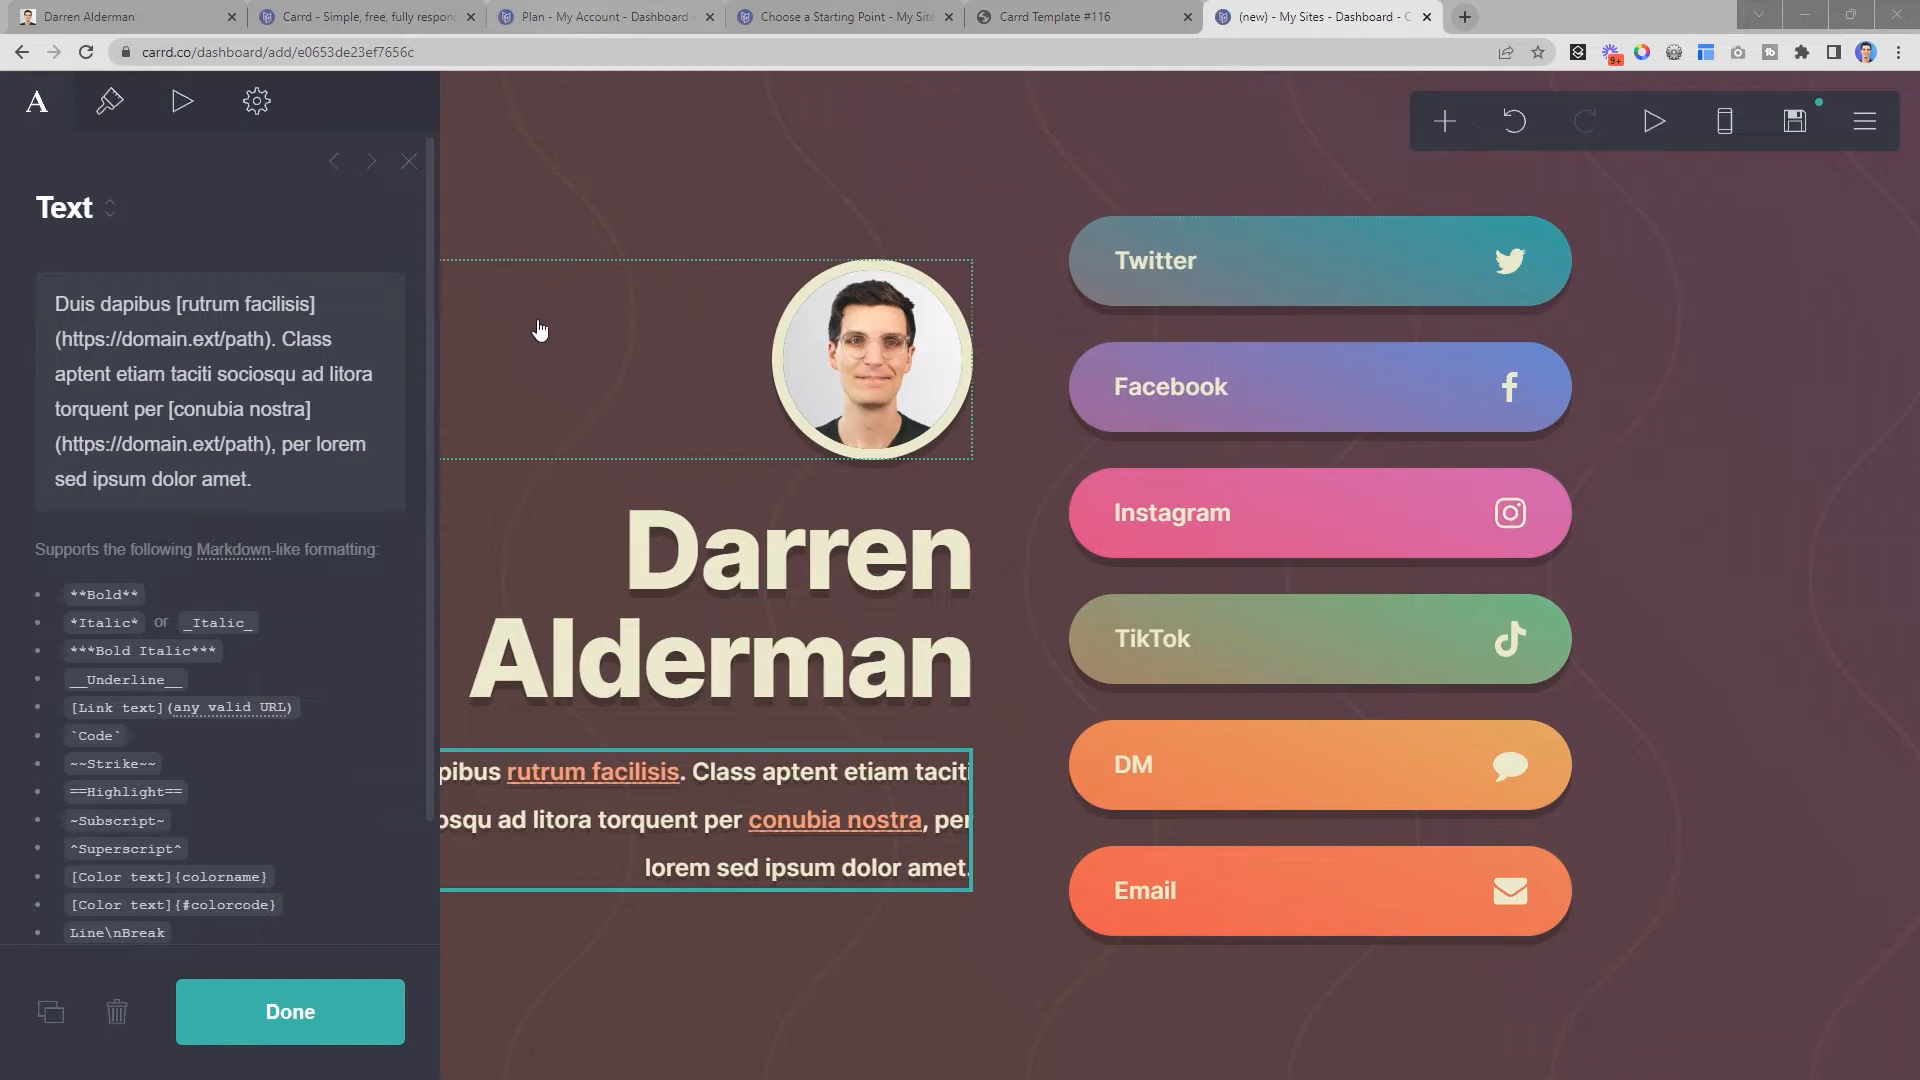 Darren Alderman
Carrd - Simple, free, fully respon
Plan - My Account - Dashboard -
Choose a Starting Point - My Site
Carrd Template #116
(new) - My Sites - Dashboard - C
carrd.co/dashboard/add/e0653de23ef7656c
9+
A
Text
Duis dapibus [rutrum facilisis]
(https://domain.ext/path). Class
aptent etiam taciti sociosqu ad litora
torquent per [conubia nostra]
(https://domain.ext/path), per lorem
sed ipsum dolor amet.
Supports the following Markdown-like formatting:
**Bold**
*Italic* or _Italic_
***Bold Italic***
__Underline__
[Link text](any valid URL)
`Code`
~~Strike~~
==Highlight==
~Subscript~
^Superscript^
[Color text]{colorname}
[Color text]{#colorcode}
Line\nBreak
Done
Darren
Alderman
pibus rutrum facilisis. Class aptent etiam taciti
osqu ad litora torquent per conubia nostra, per
lorem sed ipsum dolor amet.
Twitter
Facebook
Instagram
TikTok
DM
Email